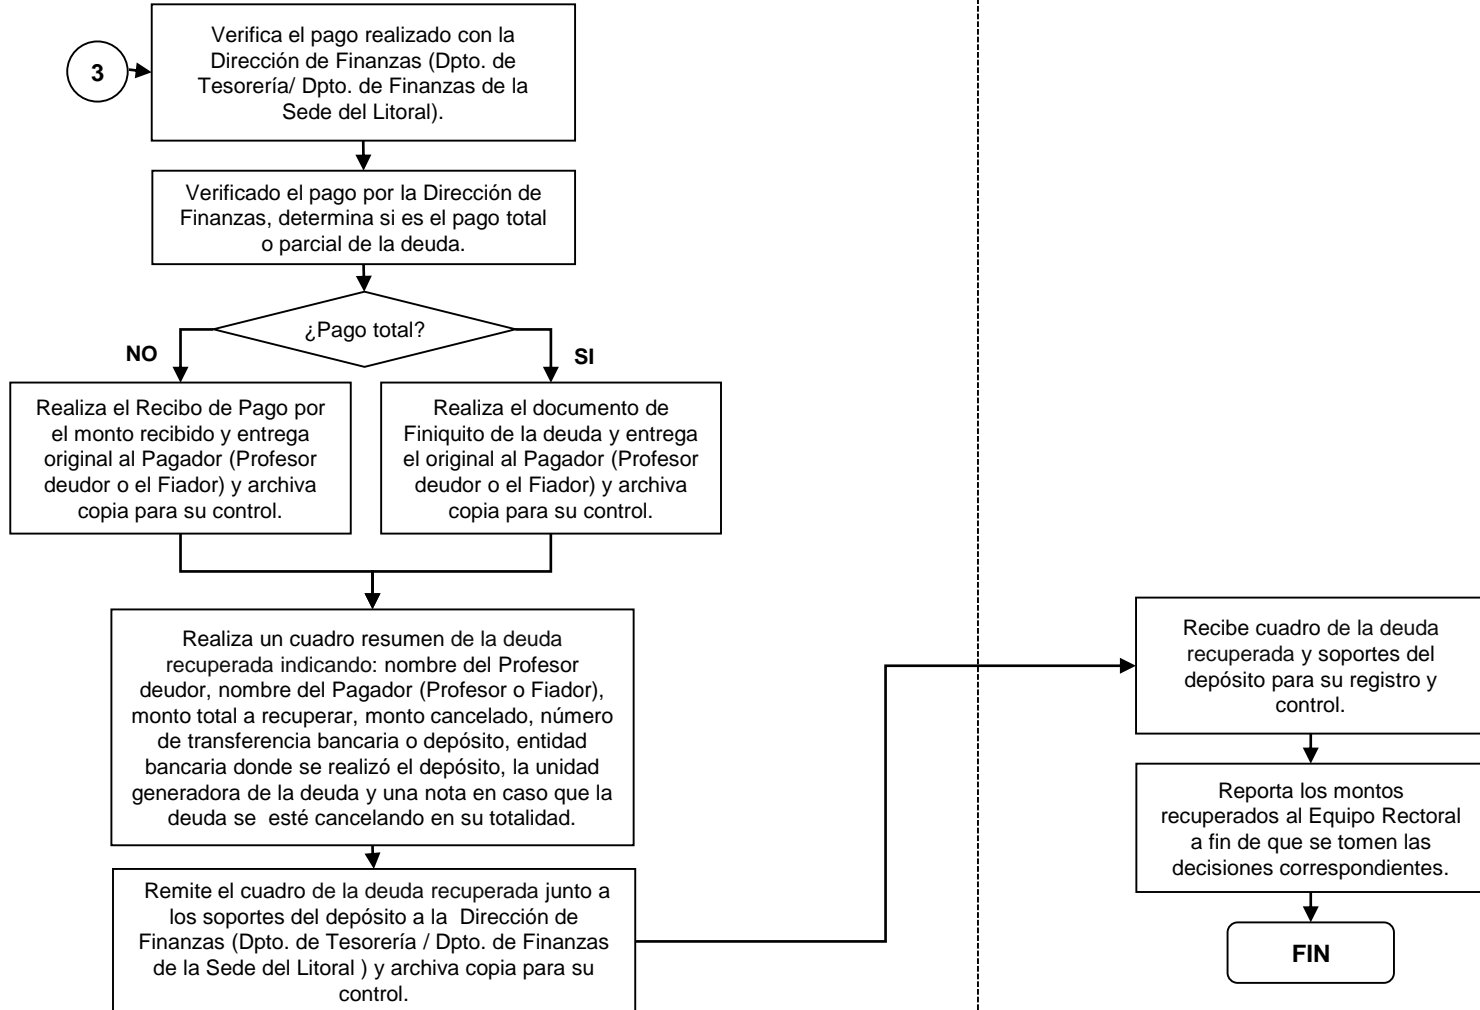 3
Verifica el pago realizado con la
Dirección de Finanzas (Dpto. de
Tesorería/ Dpto. de Finanzas de la
Sede del Litoral).
Verificado el pago por la Dirección de
Finanzas, determina si es el pago total
o parcial de la deuda.
¿Pago total?
NO
SI
Realiza el Recibo de Pago por
el monto recibido y entrega
original al Pagador (Profesor
deudor o el Fiador) y archiva
copia para su control.
Realiza el documento de
Finiquito de la deuda y entrega
el original al Pagador (Profesor
deudor o el Fiador) y archiva
copia para su control.
Realiza un cuadro resumen de la deuda
recuperada indicando: nombre del Profesor
deudor, nombre del Pagador (Profesor o Fiador),
monto total a recuperar, monto cancelado, número
de transferencia bancaria o depósito, entidad
bancaria donde se realizó el depósito, la unidad
generadora de la deuda y una nota en caso que la
deuda se esté cancelando en su totalidad.
Remite el cuadro de la deuda recuperada junto a
los soportes del depósito a la Dirección de
Finanzas (Dpto. de Tesorería / Dpto. de Finanzas
de la Sede del Litoral ) y archiva copia para su
control.
Recibe cuadro de la deuda
recuperada y soportes del
depósito para su registro y
control.
Reporta los montos
recuperados al Equipo Rectoral
a fin de que se tomen las
decisiones correspondientes.
FIN